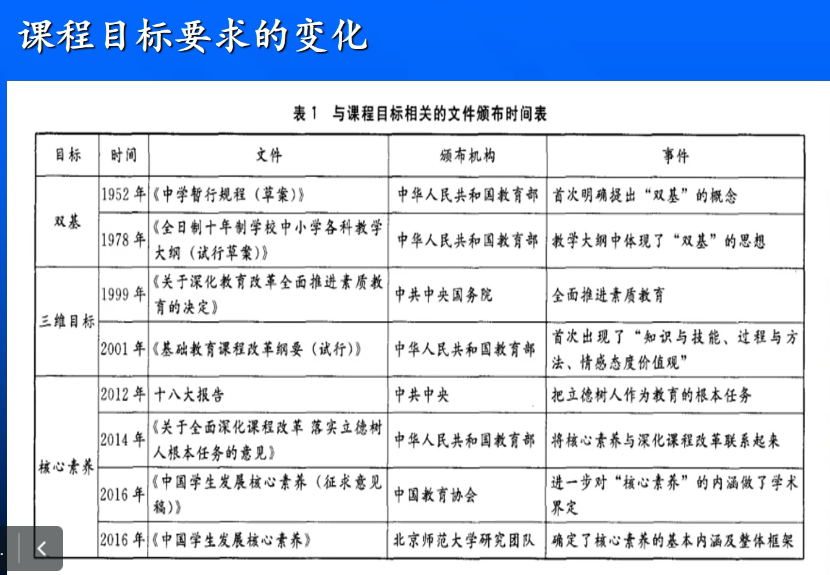 课程目标要求的变化
表 1 与课程目标相关的文件颁布时间表
目标 时间 文件 颁布机构 事件
双基
1952 年 《中学暂行规程（草案）》 中华人民共和国教育部 首次明确提出“双基”的概念
1978 年 《全日制十年制学校中小学各科教学
大纲（试行草案）》 中华人民共和国教育部 教学大纲中体现了“双基”的思想
三维目标
1999 年 《关于深化教育改革全面推进素质教
育的决定》 中共中央国务院 全面推进素质教育
2001 年 《基础教育课程改革纲要（试行）》 中华人民共和国教育部 首次出现了“知识与技能、过程与方
法、情感态度价值观”
核心素养
2012 年 十八大报告 中共中央 把立德树人作为教育的根本任务
2014 年 《关于全面深化课程改革 落实立德树
人根本任务的意见》 中华人民共和国教育部 将核心素养与深化课程改革联系起来
2016 年 《中国学生发展核心素养（征求意见
稿）》 中国教育协会 进一步对“核心素养”的内涵做了学术
界定
2016 年 《中国学生发展核心素养》 北京师范大学研究团队 确定了核心素养的基本内涵及整体框架